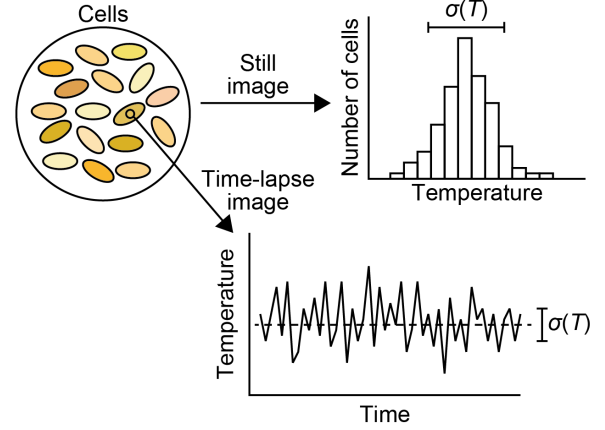 Cells
Still
image
σ(T)
Number of cells
Temperature
Time-lapse
image
Temperature
σ(T)
Time